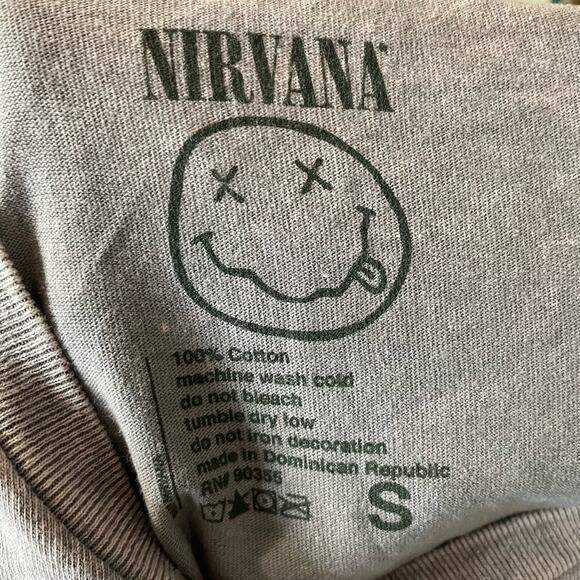 NIRVANA
100% Cotton
machine wash cold
do not bleach
tumble dry low
do not iron decoration
made in Dominican Republic
RN# 90355
S